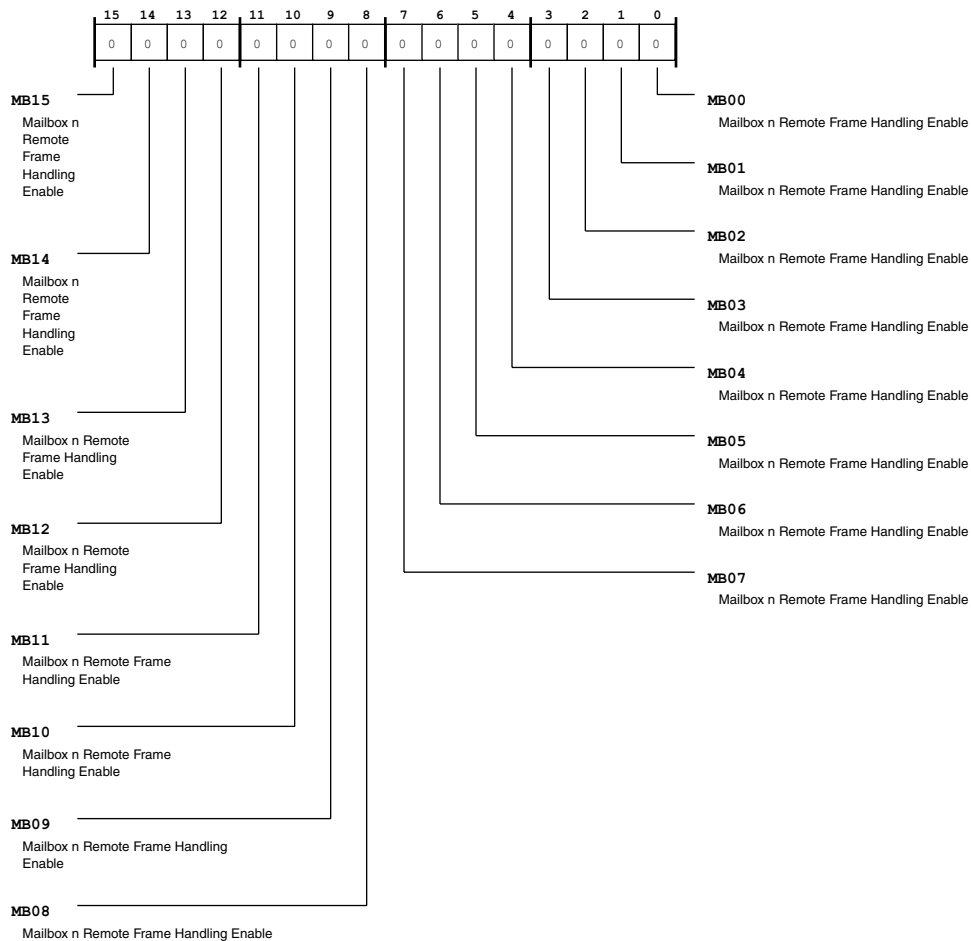 15 14 13 12 11 10 9 8 7 6 5 4 3 2 1 0
0 0 0 0 0 0 0 0 0 0 0 0 0 0 0 0
MB15
Mailbox n
Remote
Frame
Handling
Enable
MB14
Mailbox n
Remote
Frame
Handling
Enable
MB13
Mailbox n Remote
Frame Handling
Enable
MB12
Mailbox n Remote
Frame Handling
Enable
MB11
Mailbox n Remote Frame
Handling Enable
MB10
Mailbox n Remote Frame
Handling Enable
MB09
Mailbox n Remote Frame Handling
Enable
MB08
Mailbox n Remote Frame Handling Enable
MB00
Mailbox n Remote Frame Handling Enable
MB01
Mailbox n Remote Frame Handling Enable
MB02
Mailbox n Remote Frame Handling Enable
MB03
Mailbox n Remote Frame Handling Enable
MB04
Mailbox n Remote Frame Handling Enable
MB05
Mailbox n Remote Frame Handling Enable
MB06
Mailbox n Remote Frame Handling Enable
MB07
Mailbox n Remote Frame Handling Enable